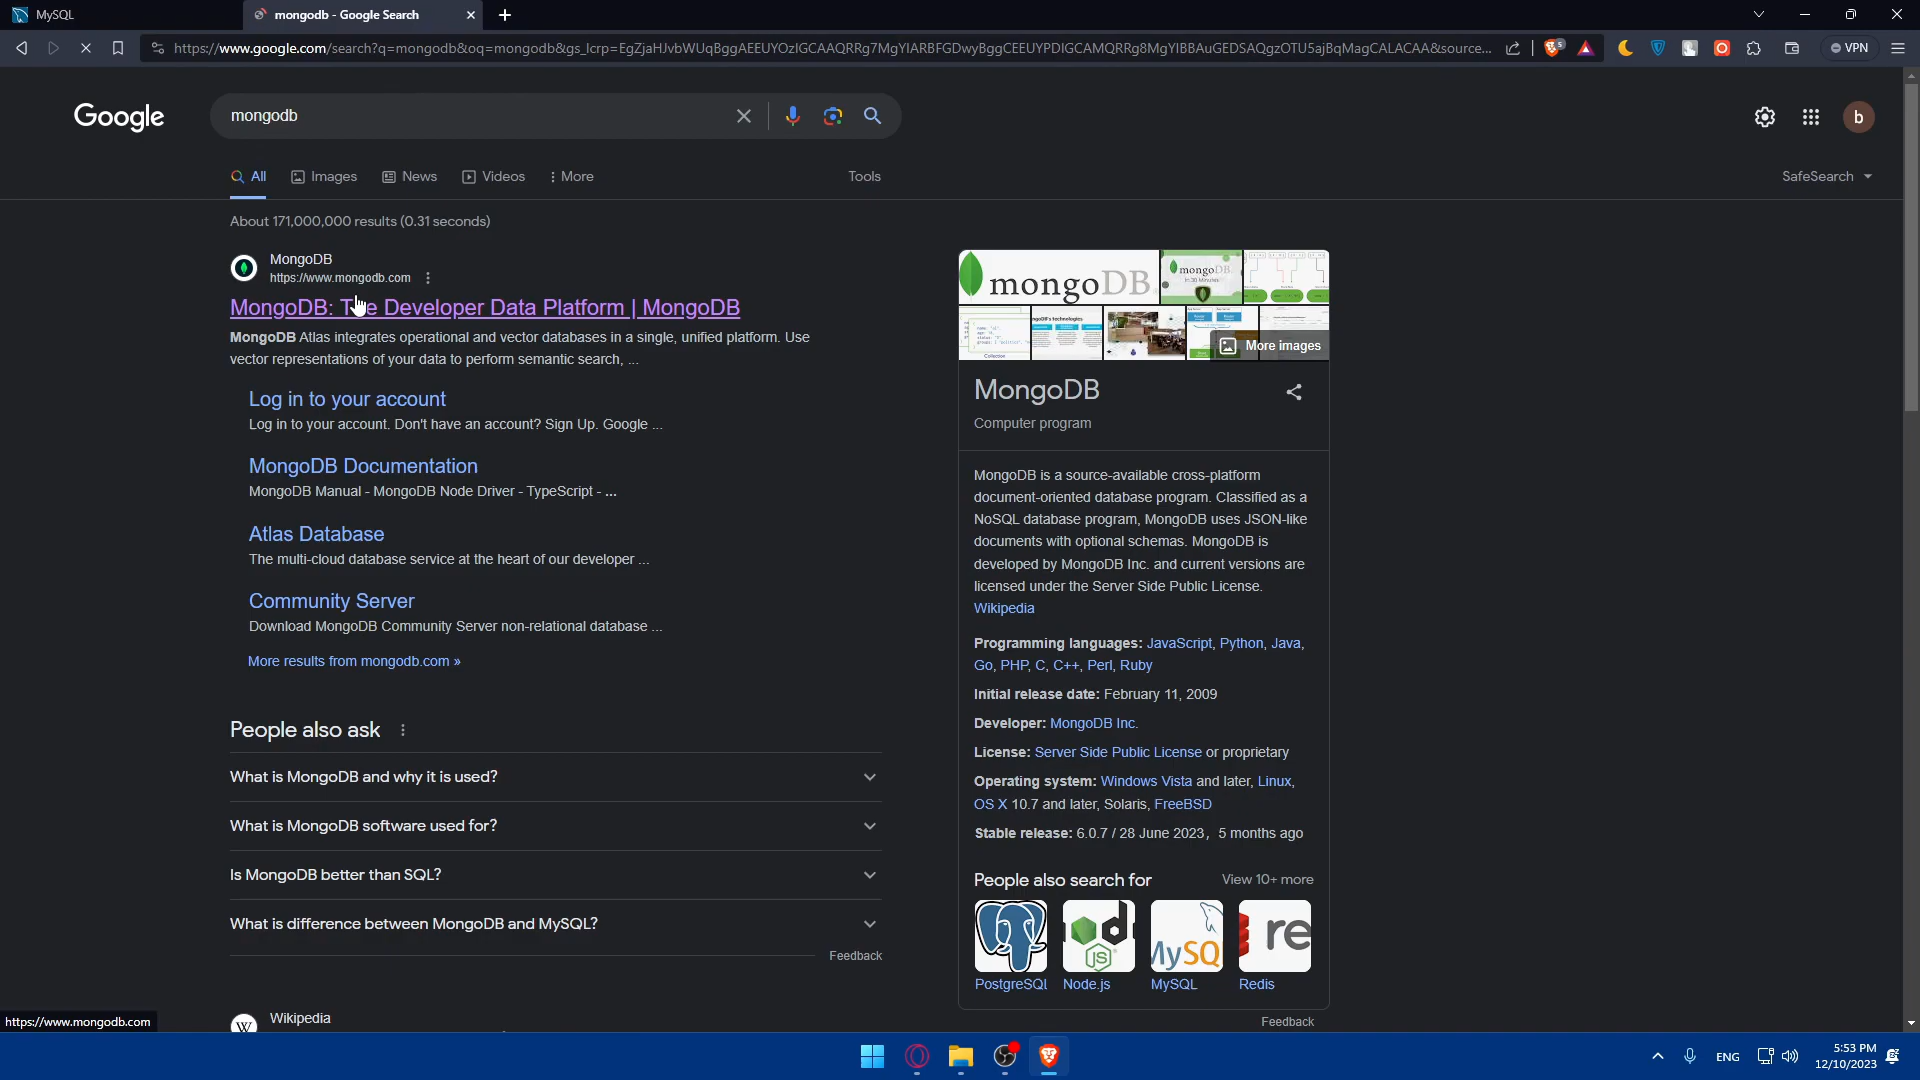 MySQL
mongodb - Google Search
https://www.google.com/search?q=mongodb&oq=mongodb&gs_lcrp=EgZjaHJvbWUqBggAEEUYOzIGCAAQRRg7MgYIARBFGDwyBggCEEUYPDIGCAMQRRg8MgYIBBAuGEDSAQgzOTU5ajBqMagCALACAA&source...
VPN
Google
mongodb
b
All
Images
News
Videos
More
Tools
SafeSearch
About 171,000,000 results (0.31 seconds)
MongoDB
https://www.mongodb.com
MongoDB: The Developer Data Platform | MongoDB
MongoDB Atlas integrates operational and vector databases in a single, unified platform. Use
vector representations of your data to perform semantic search, ...
Log in to your account
Log in to your account. Don't have an account? Sign Up. Google ...
MongoDB Documentation
MongoDB Manual - MongoDB Node Driver - TypeScript - ...
Atlas Database
The multi-cloud database service at the heart of our developer ...
Community Server
Download MongoDB Community Server non-relational database ...
More results from mongodb.com »
People also ask
What is MongoDB and why it is used?
What is MongoDB software used for?
Is MongoDB better than SQL?
What is difference between MongoDB and MySQL?
Feedback
W
Wikipedia
mongoDB.
mongoDB
in 30 Minutes
Collection
More images
MongoDB
Computer program
MongoDB is a source-available cross-platform
document-oriented database program. Classified as a
NoSQL database program, MongoDB uses JSON-like
documents with optional schemas. MongoDB is
developed by MongoDB Inc. and current versions are
licensed under the Server Side Public License.
Wikipedia
Programming languages: JavaScript, Python, Java,
Go, PHP, C, C++, Perl, Ruby
Initial release date: February 11, 2009
Developer: MongoDB Inc.
License: Server Side Public License or proprietary
Operating system: Windows Vista and later, Linux,
OS X 10.7 and later, Solaris, FreeBSD
Stable release: 6.0.7 / 28 June 2023, 5 months ago
People also search for
View 10+ more
PostgreSQL
Node.js
MySQL
Redis
Feedback
https://www.mongodb.com
ENG
5:53 PM
12/10/2023